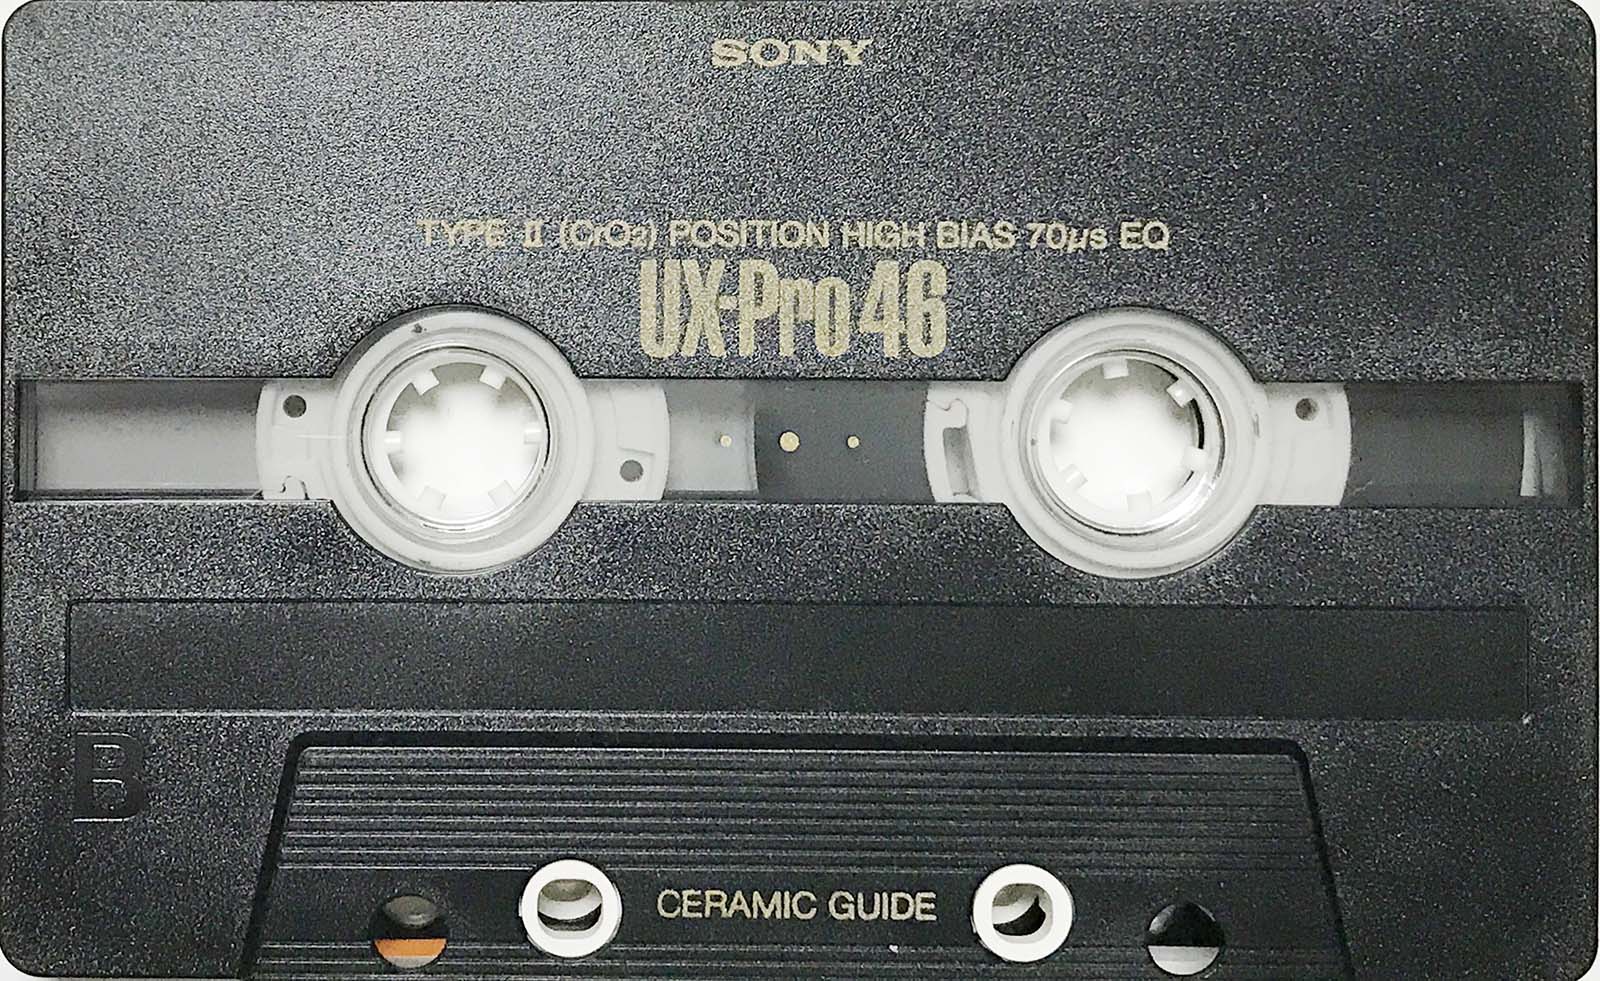 SONY
TYPE II (CrO2) POSITION HIGH BIAS 70µs EQ
UX-Pro 46
B
CERAMIC GUIDE